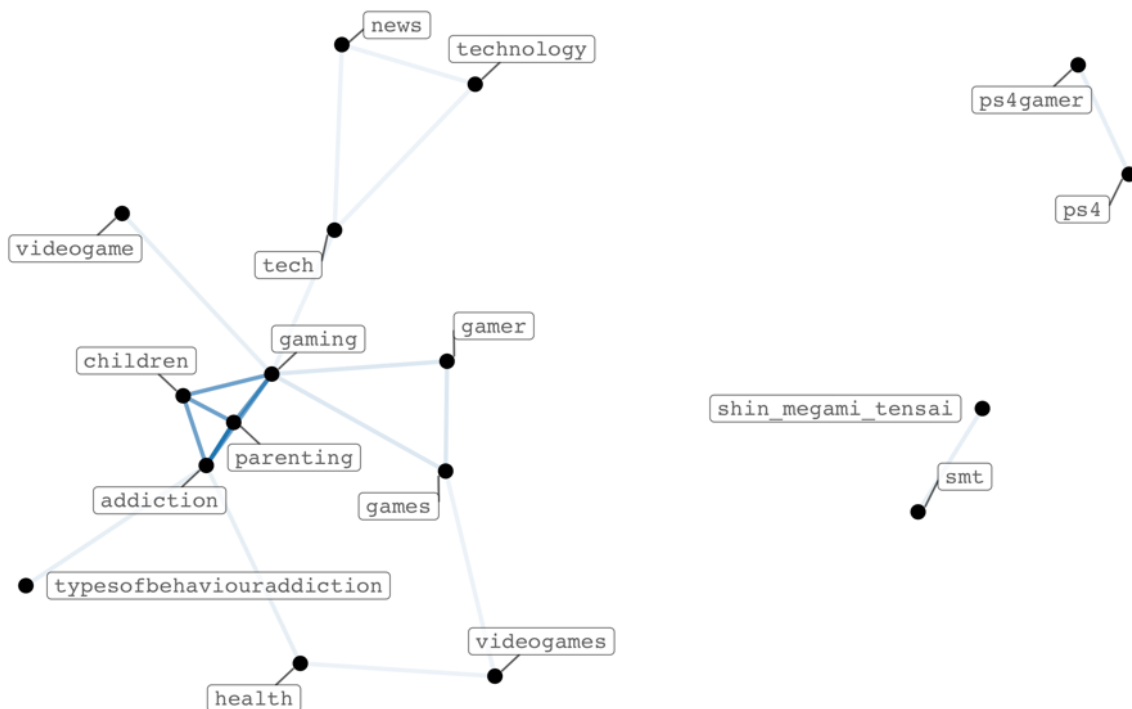 news
technology
ps4gamer
ps4
videogame
tech
gamer
gaming
children
shin_megami_tensai
parenting
smt
addiction
games
typesofbehaviouraddiction
videogames
health